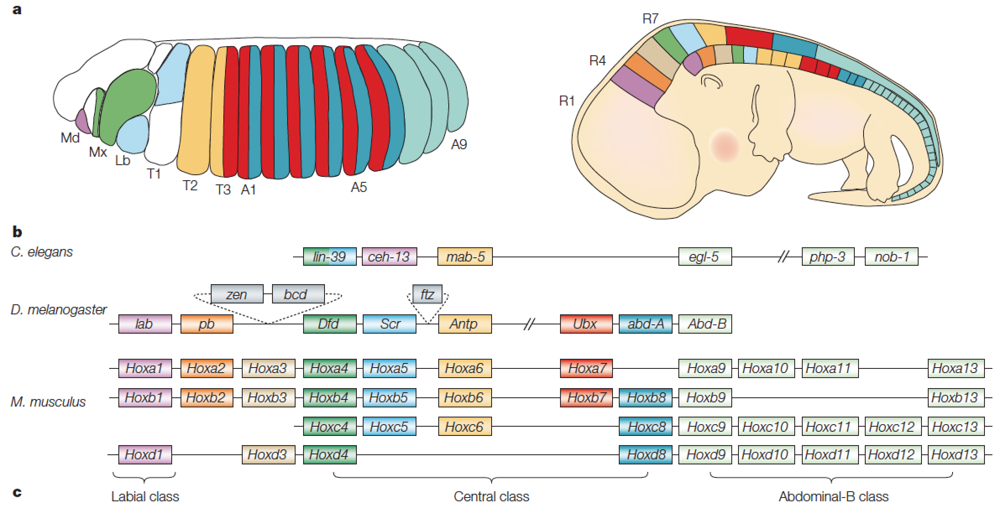 a
R7
R4
R1
Md
Mx
Lb
T1
T2
T3
A1
A5
A9
b
C. elegans
lin-39 ceh-13 mab-5 egl-5 php-3 nob-1
zen bcd ftz
D. melanogaster
lab pb Dfd Scr Antp Ubx abd-A Abd-B
Hoxa1 Hoxa2 Hoxa3 Hoxa4 Hoxa5 Hoxa6 Hoxa7 Hoxa9 Hoxa10 Hoxa11 Hoxa13
M. musculus
Hoxb1 Hoxb2 Hoxb3 Hoxb4 Hoxb5 Hoxb6 Hoxb7 Hoxb8 Hoxb9 Hoxb13
Hoxc4 Hoxc5 Hoxc6 Hoxc8 Hoxc9 Hoxc10 Hoxc11 Hoxc12 Hoxc13
Hoxd1 Hoxd3 Hoxd4 Hoxd8 Hoxd9 Hoxd10 Hoxd11 Hoxd12 Hoxd13
c
Labial class Central class Abdominal-B class